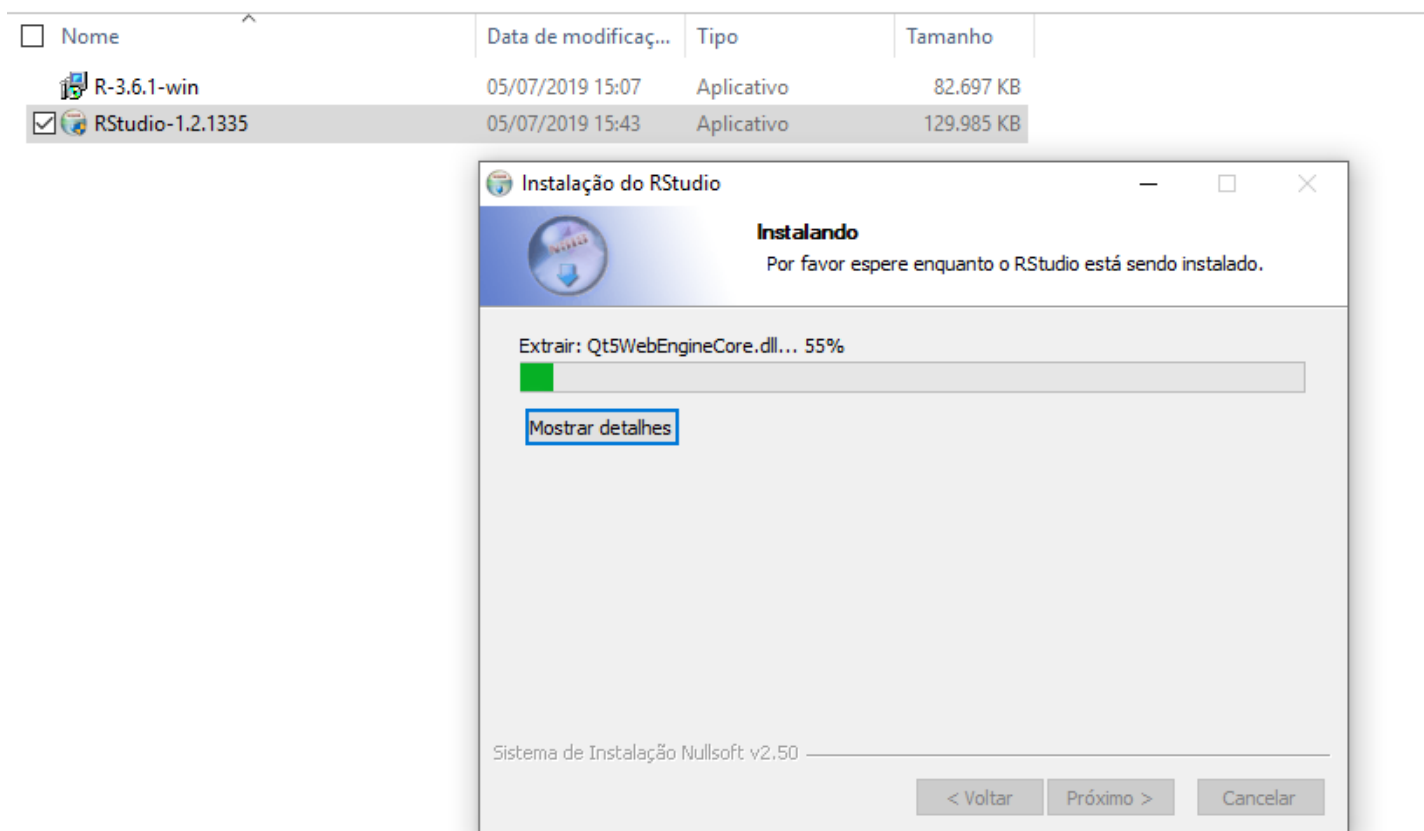 Nome Data de modificaç... Tipo Tamanho
R-3.6.1-win 05/07/2019 15:07 Aplicativo 82.697 KB
RStudio-1.2.1335 05/07/2019 15:43 Aplicativo 129.985 KB
Instalação do RStudio
Instalando
Por favor espere enquanto o RStudio está sendo instalado.
Extrair: Qt5WebEngineCore.dll... 55%
Mostrar detalhes
Sistema de Instalação Nullsoft v2.50
< Voltar Próximo > Cancelar